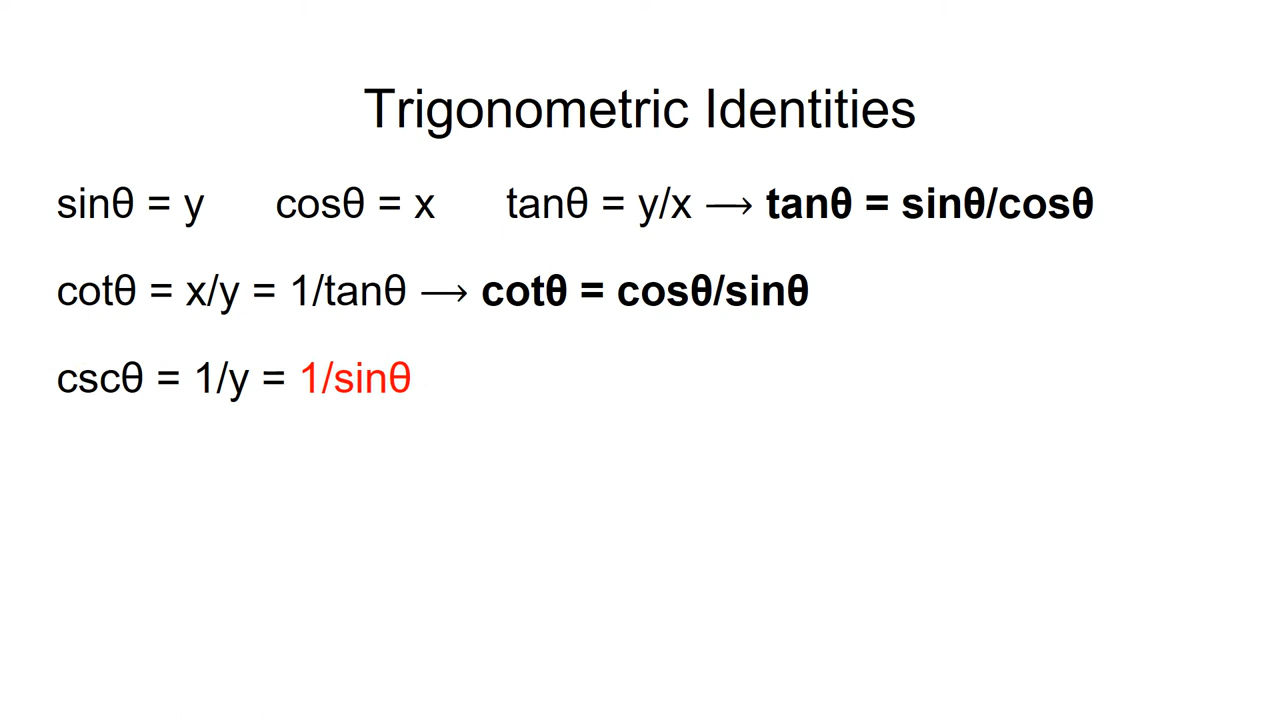 Trigonometric Identities
sinθ = y cosθ = x tanθ = y/x ⟶ tanθ = sinθ/cosθ
cotθ = x/y = 1/tanθ ⟶ cotθ = cosθ/sinθ
cscθ = 1/y = 1/sinθ